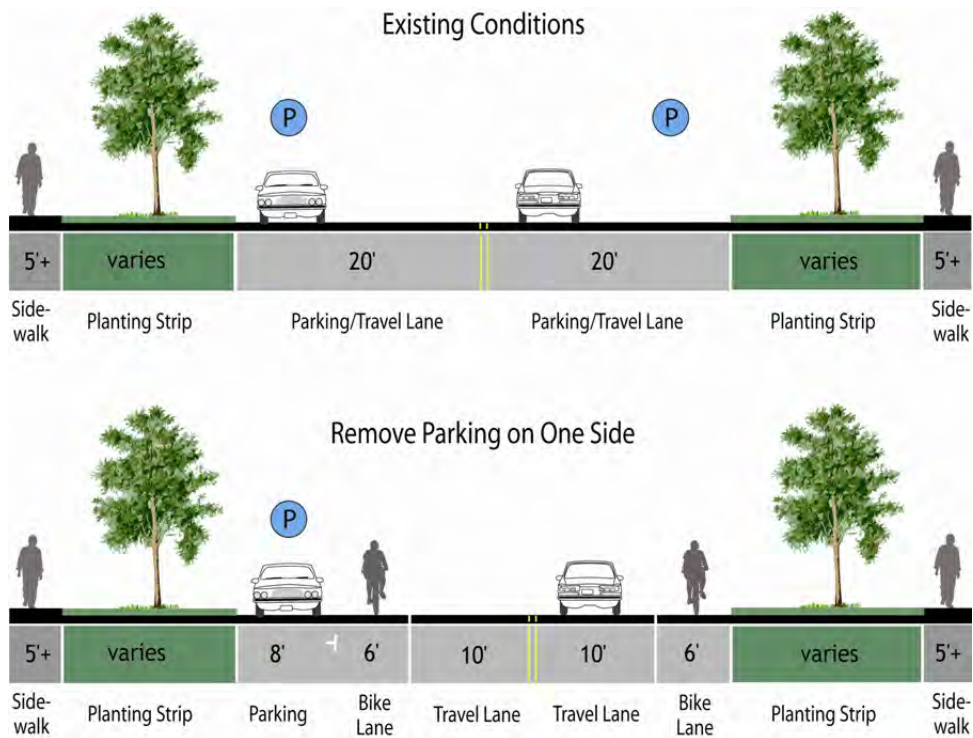 Existing Conditions
P
P
5'+
varies
20'
20'
varies
5'+
Side-
walk
Planting Strip
Parking/Travel Lane
Parking/Travel Lane
Planting Strip
Side-
walk
Remove Parking on One Side
P
5'+
varies
8'
6'
10'
10'
6'
varies
5'+
Side-
walk
Planting Strip
Parking
Bike
Lane
Travel Lane
Travel Lane
Bike
Lane
Planting Strip
Side-
walk